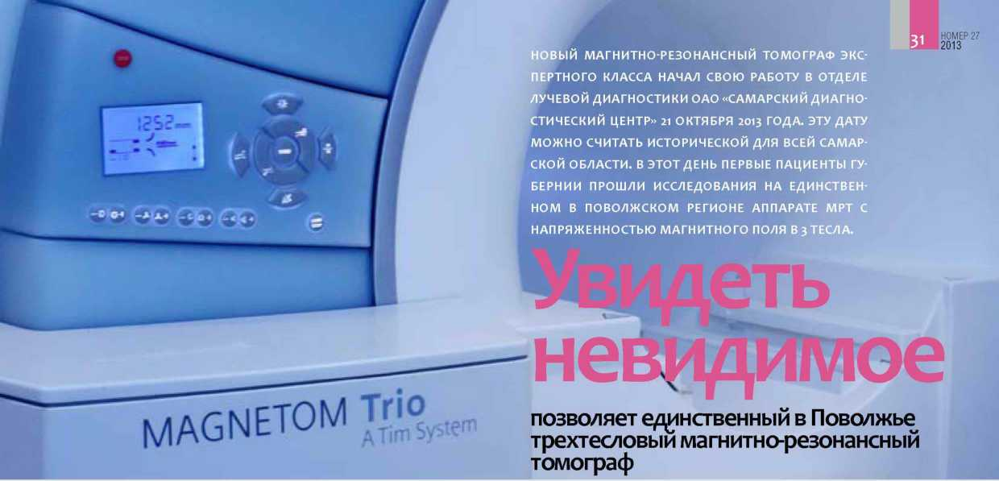 31
НОМЕР 27
2013
НОВЫЙ МАГНИТНО-РЕЗОНАНСНЫЙ ТОМОГРАФ ЭКС-
ПЕРТНОГО КЛАССА НАЧАЛ СВОЮ РАБОТУ В ОТДЕЛЕ
ЛУЧЕВОЙ ДИАГНОСТИКИ ОАО «САМАРСКИЙ ДИАГНО-
СТИЧЕСКИЙ ЦЕНТР» 21 ОКТЯБРЯ 2013 ГОДА. ЭТУ ДАТУ
МОЖНО СЧИТАТЬ ИСТОРИЧЕСКОЙ ДЛЯ ВСЕЙ САМАР-
СКОЙ ОБЛАСТИ. В ЭТОТ ДЕНЬ ПЕРВЫЕ ПАЦИЕНТЫ ГУ-
БЕРНИИ ПРОШЛИ ИССЛЕДОВАНИЯ НА ЕДИНСТВЕН-
НОМ В ПОВОЛЖСКОМ РЕГИОНЕ АППАРАТЕ МРТ С
НАПРЯЖЕННОСТЬЮ МАГНИТНОГО ПОЛЯ В 3 ТЕСЛА.
Увидеть
невидимое
позволяет единственный в Поволжье
трехтесловый магнитно-резонансный
томограф
1252 mm
MAGNETOM Trio
A Tim System